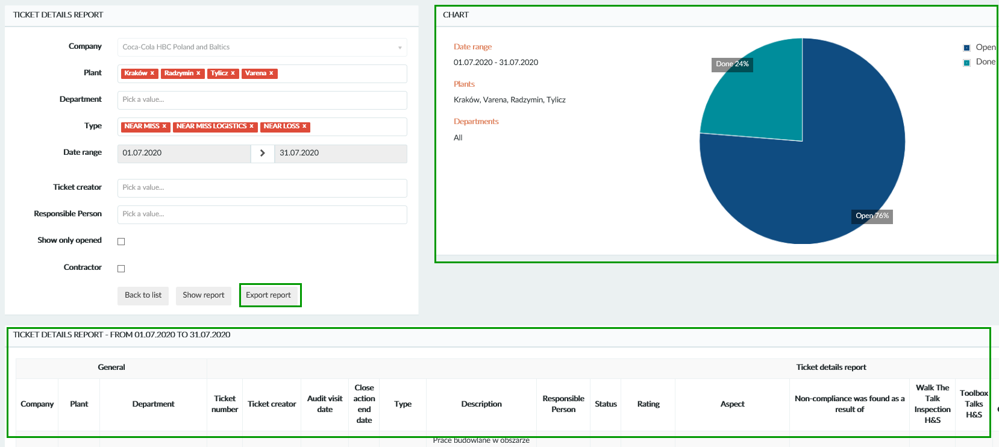 TICKET DETAILS REPORT
Company
Coca-Cola HBC Poland and Baltics
Plant
Kraków x Radzymin x Tylicz x Varena x
Department
Pick a value...
Type
NEAR MISS x NEAR MISS LOGISTICS x NEAR LOSS x
Date range
01.07.2020 31.07.2020
Ticket creator
Pick a value...
Responsible Person
Pick a value...
Show only opened
Contractor
Back to list Show report Export report
CHART
Date range
01.07.2020 - 31.07.2020
Plants
Kraków, Varena, Radzymin, Tylicz
Departments
All
Done 24%
Open 76%
Open
Done
TICKET DETAILS REPORT - FROM 01.07.2020 TO 31.07.2020
General
Ticket details report
Company
Plant
Department
Ticket
number
Ticket creator
Audit visit
date
Close
action
end
date
Type
Description
Responsible
Person
Status
Rating
Aspect
Non-compliance was found as a
result of
Walk The
Talk
Inspection
H&S
Toolbox
Talks
H&S
Prace budowlane w obszarze